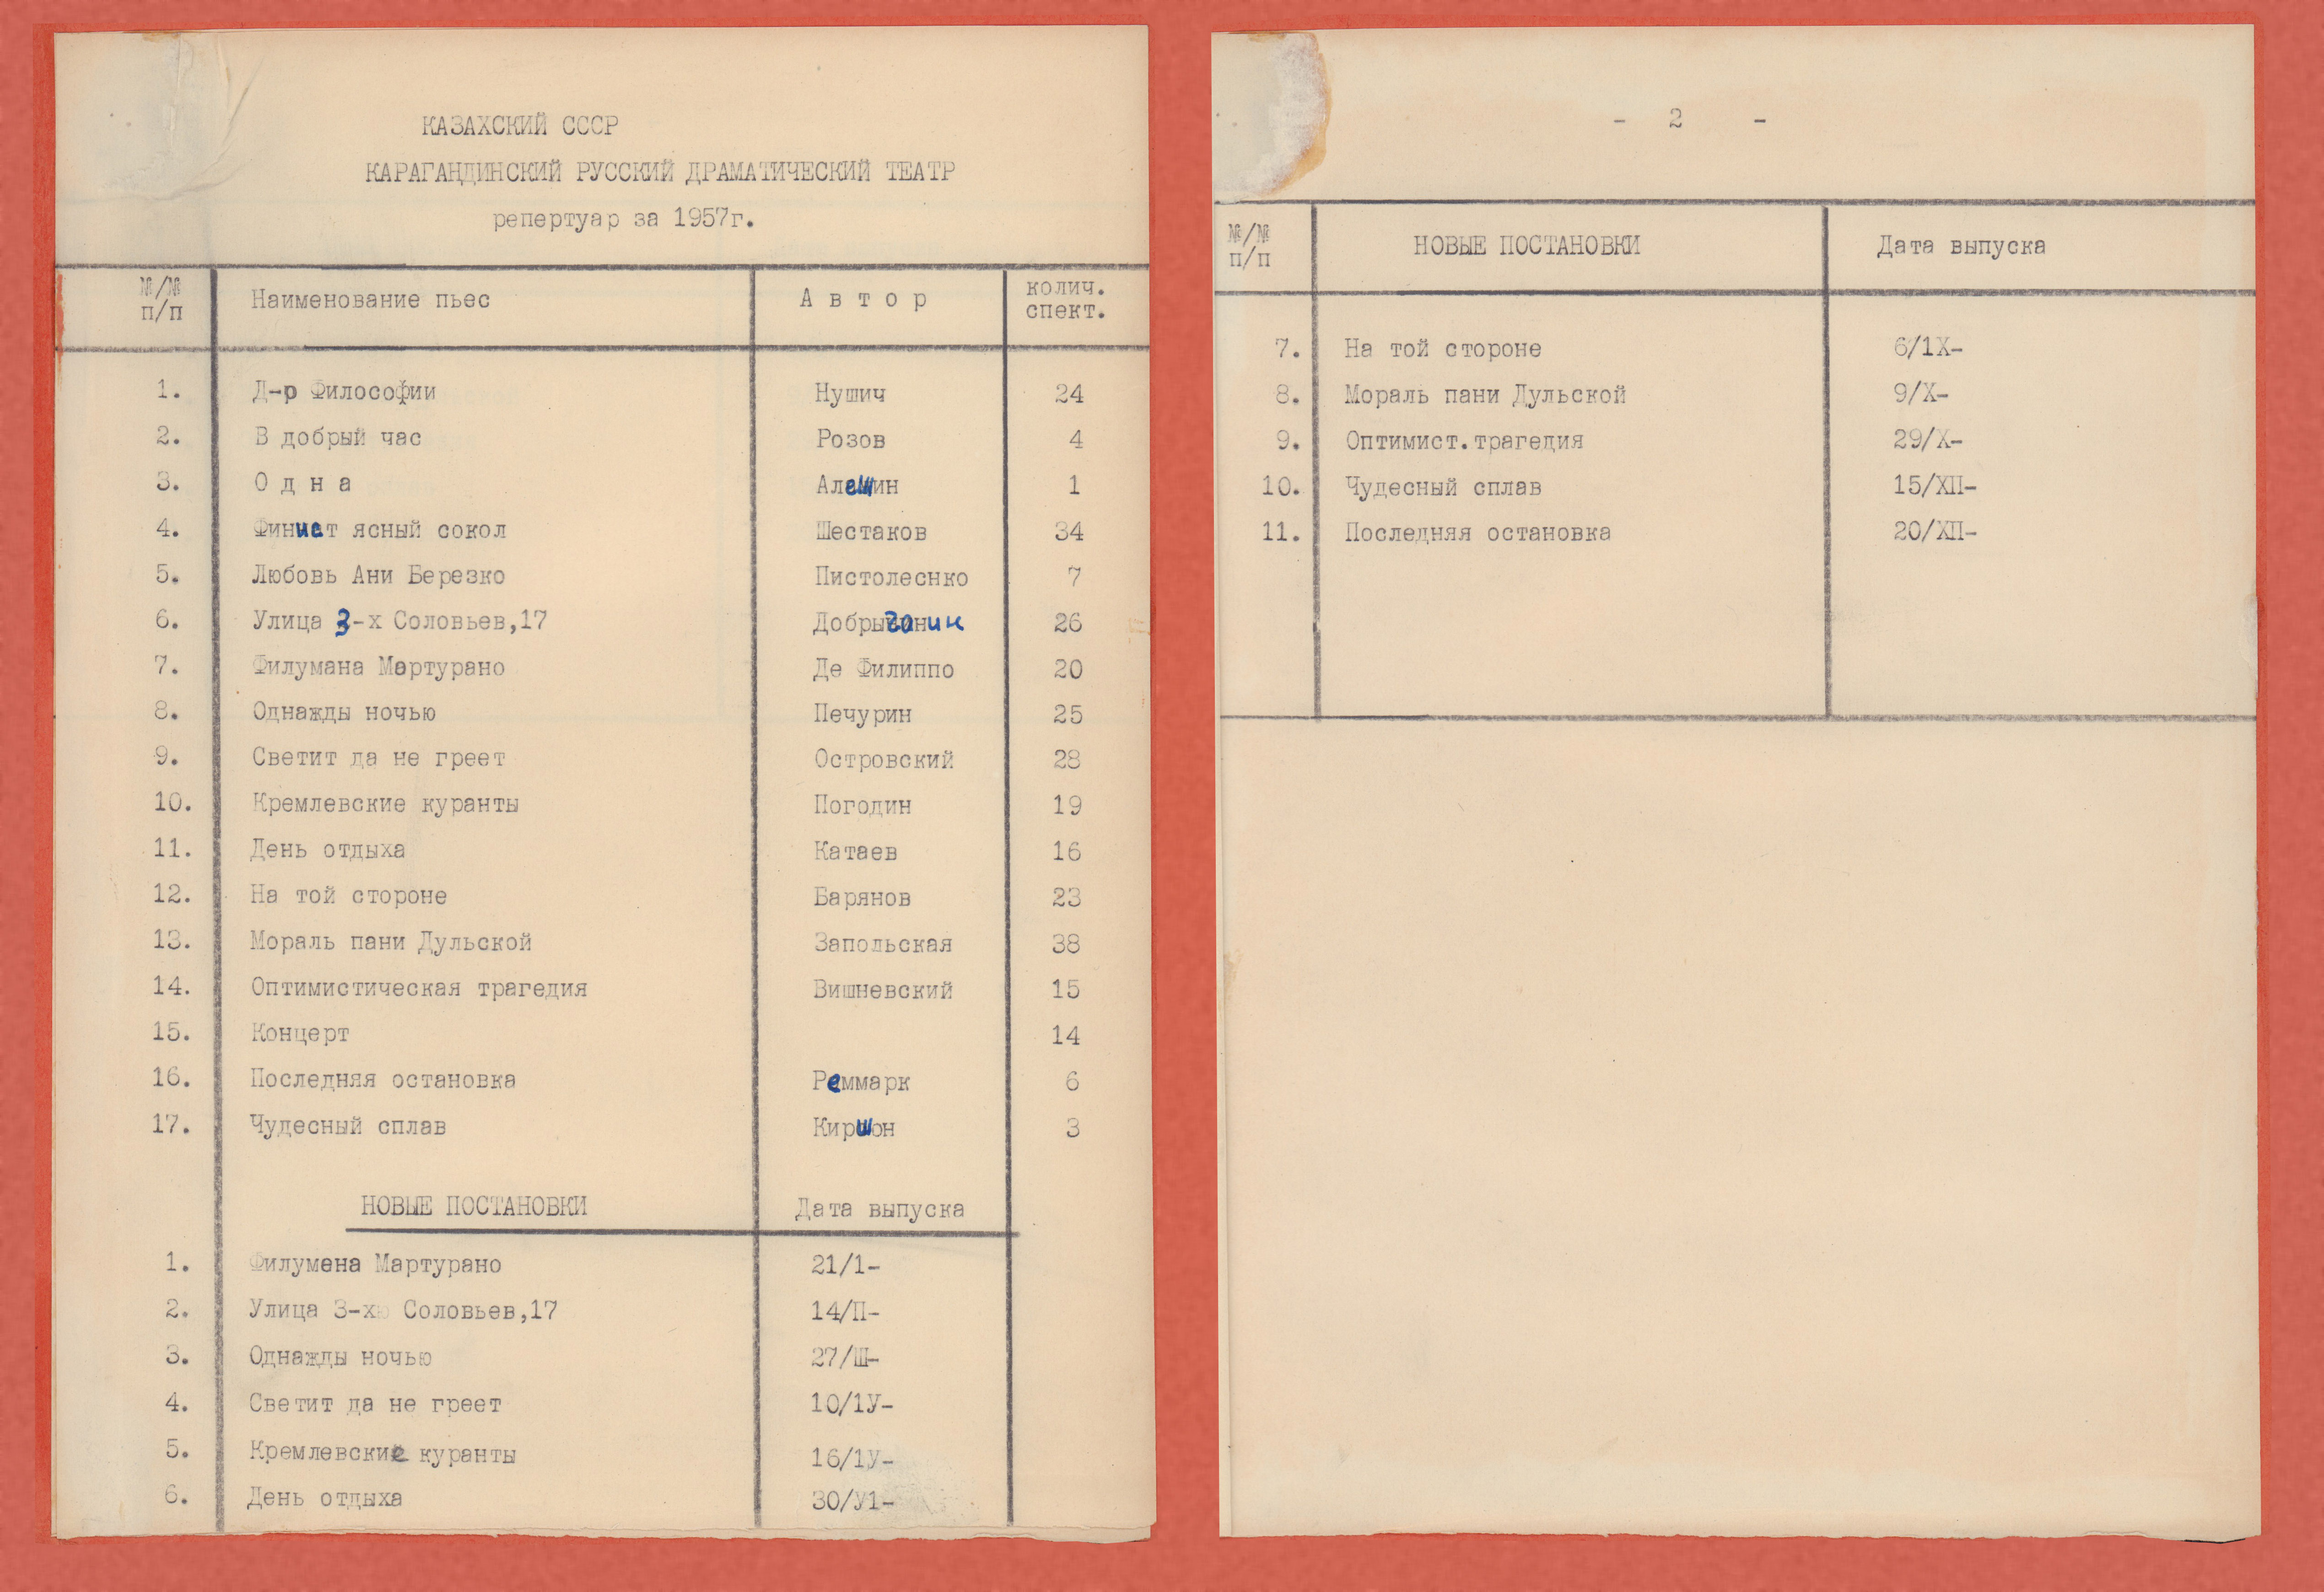 КАЗАХСКИЙ СССР
КАРАГАНДИНСКИЙ РУССКИЙ ДРАМАТИЧЕСКИЙ ТЕАТР
репертуар за 1957г.
№/№ п/п Наименование пьес А в т о р колич. спект.
1. Д-р Философии Нушич 24
2. В добрый час Розов 4
3. О д н а Алешин 1
4. Финист ясный сокол Шестаков 34
5. Любовь Ани Березко Пистолеснко 7
6. Улица 3-х Соловьев,17 26
7. Филумана Мартурано Де Филиппо 20
8. Однажды ночью Печурин 25
9. Светит да не греет Островский 28
10. Кремлевские куранты Погодин 19
11. День отдыха Катаев 16
12. На той стороне Барянов 23
13. Мораль пани Дульской Запольская 38
14. Оптимистическая трагедия Вишневский 15
15. Концерт 14
16. Последняя остановка Реммарк 6
17. Чудесный сплав Киршон 3
НОВЫЕ ПОСТАНОВКИ Дата выпуска
1. Филумена Мартурано 21/1-
2. Улица 3-хю Соловьев,17 14/П-
3. Однажды ночью 27/Ш-
4. Светит да не греет 10/1У-
5. Кремлевские куранты 16/1У-
6. День отдыха 30/У1-
- 2 -
№/№ п/п НОВЫЕ ПОСТАНОВКИ Дата выпуска
7. На той стороне 6/1Х-
8. Мораль пани Дульской 9/Х-
9. Оптимист.трагедия 29/Х-
10. Чудесный сплав 15/ХП-
11. Последняя остановка 20/ХП-